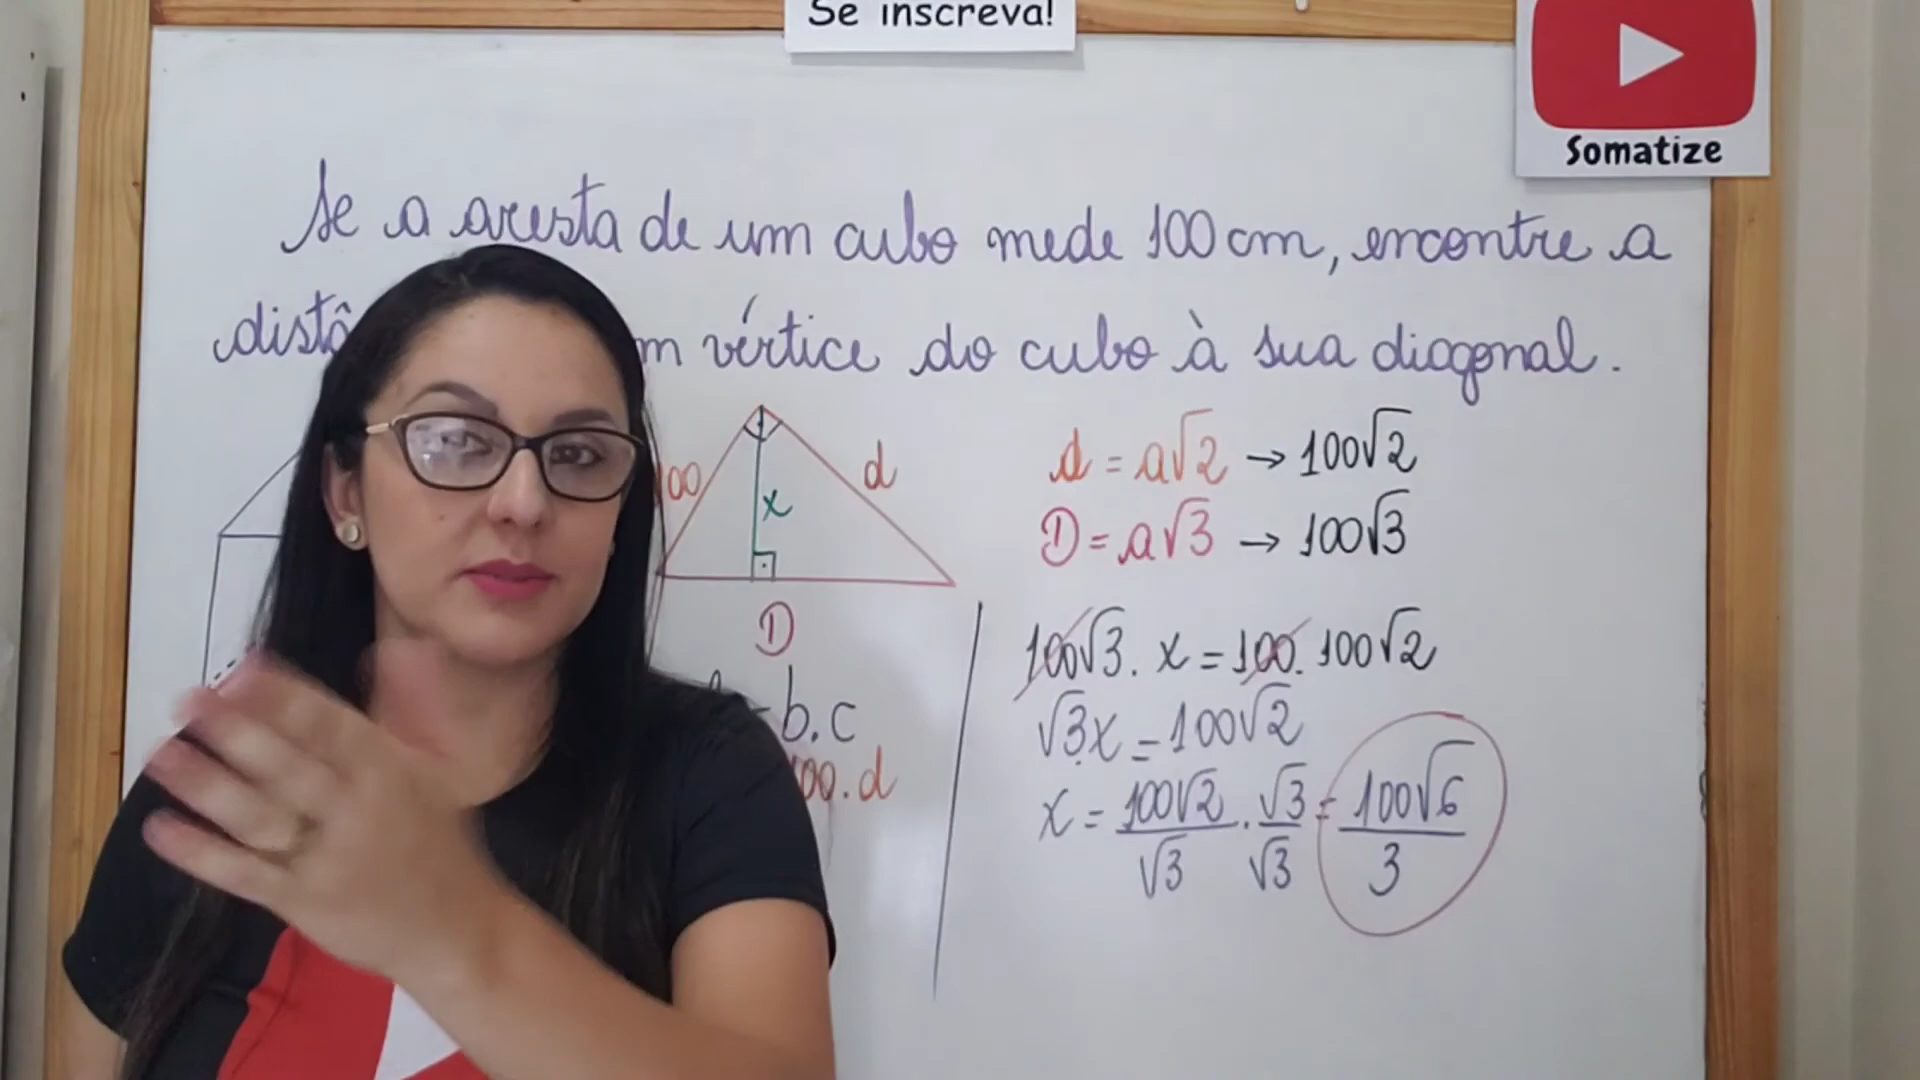 Se inscreva!
Somatize
Se a aresta de um cubo mede 100 cm, encontre a
vértice do cubo à sua diagonal.
100
x
d
D
b.c
100.d
d = a√2 → 100√2
D = a√3 → 100√3
100√3 . x = 100 . 100√2
√3x = 100√2
x = 100√2/√3 . √3/√3 = 100√6/3